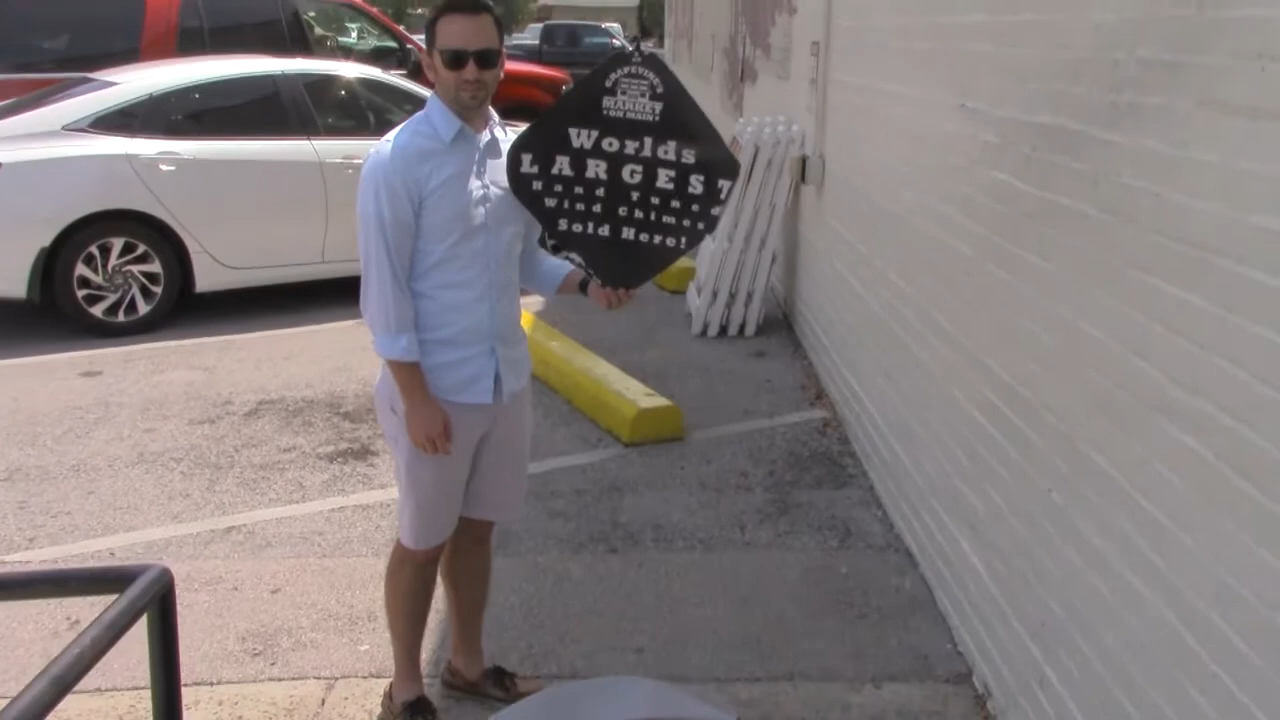 GRAPEVINE'S
MARKET
ON MAIN
Worlds
LARGEST
Hand Tuned
Wind Chimes
Sold Here!